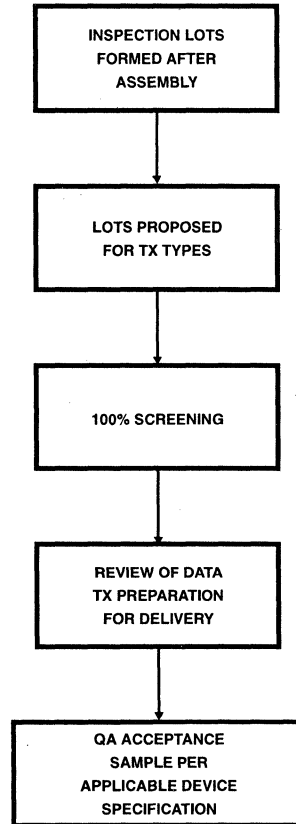 INSPECTION LOTS
FORMED AFTER
ASSEMBLY
LOTS PROPOSED
FOR TX TYPES
100% SCREENING
REVIEW OF DATA
TX PREPARATION
FOR DELIVERY
QA ACCEPTANCE
SAMPLE PER
APPLICABLE DEVICE
SPECIFICATION